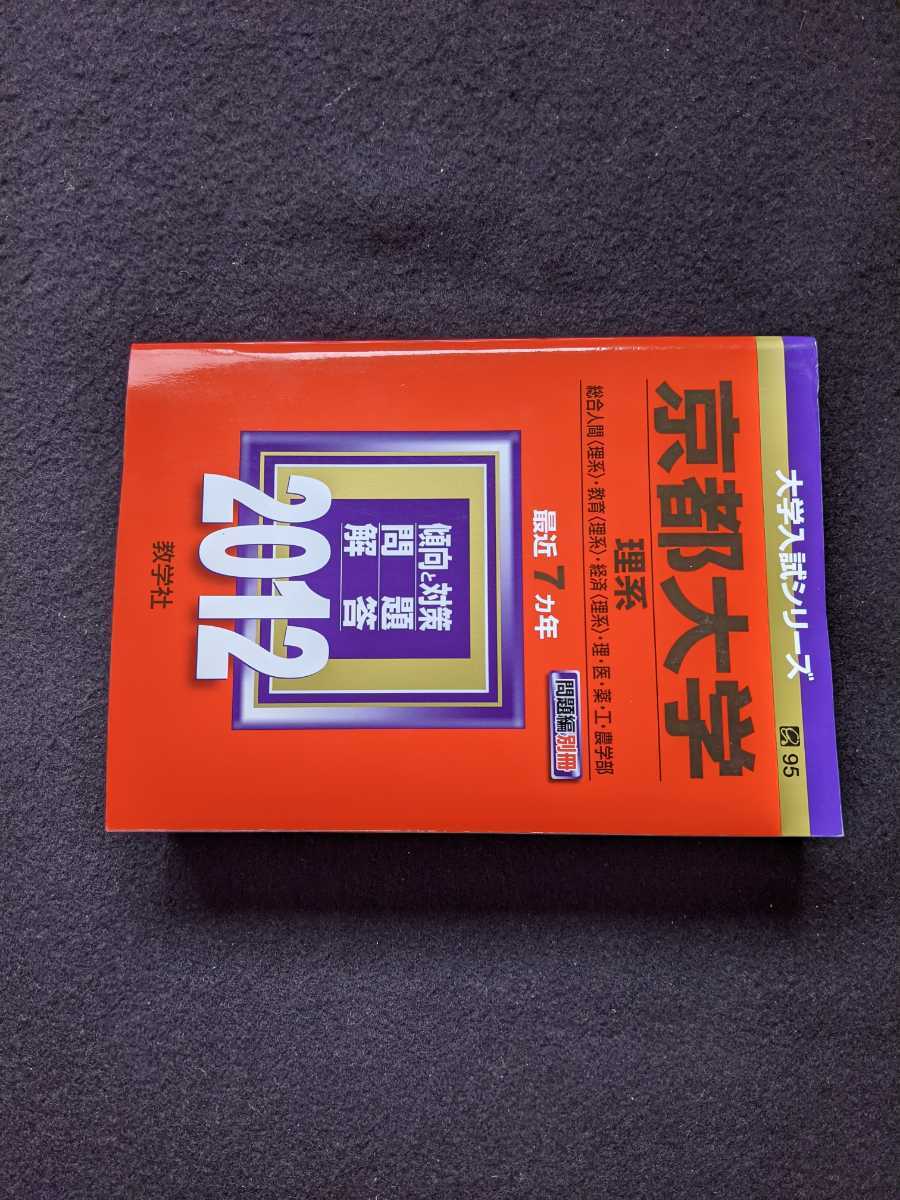 大学入試シリーズ
95
京都大学
理系
総合人間〈理系〉・教育〈理系〉・経済〈理系〉・理・医・薬・工・農学部
最近7カ年
問題編別冊
傾向と対策
問題
解答
2012
教学社